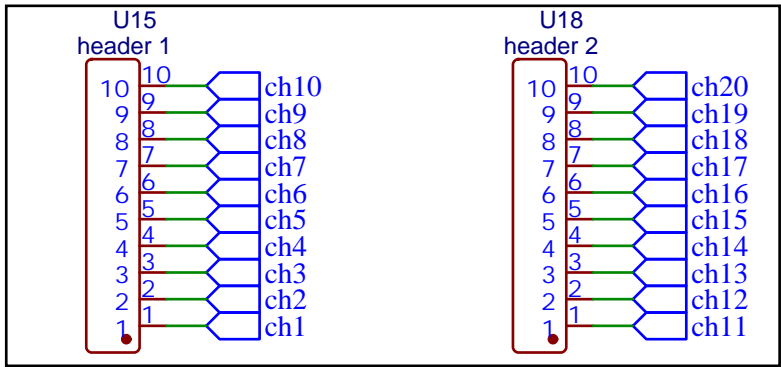 U15
header 1
10 10 ch10
9 9 ch9
8 8 ch8
7 7 ch7
6 6 ch6
5 5 ch5
4 4 ch4
3 3 ch3
2 2 ch2
1 1 ch1
U18
header 2
10 10 ch20
9 9 ch19
8 8 ch18
7 7 ch17
6 6 ch16
5 5 ch15
4 4 ch14
3 3 ch13
2 2 ch12
1 1 ch11